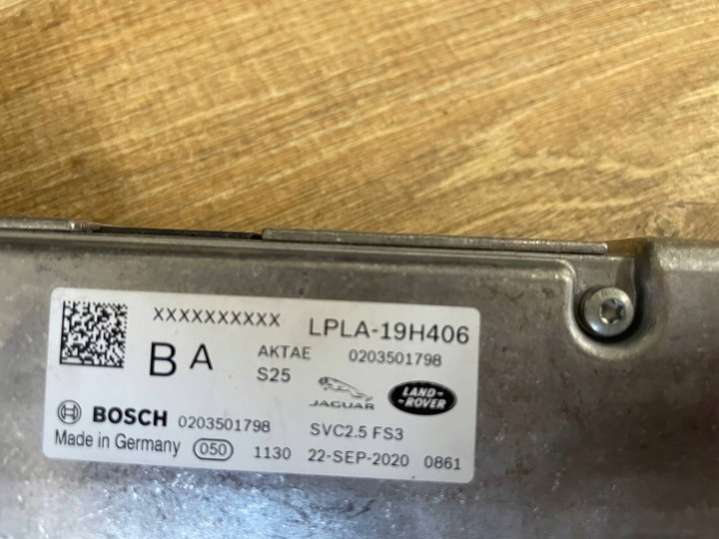 XXXXXXXXXX LPLA-19H406
B A AKTAE 0203501798
S25 JAGUAR LAND-ROVER
BOSCH 0203501798 SVC2.5 FS3
Made in Germany 050 1130 22-SEP-2020 0861